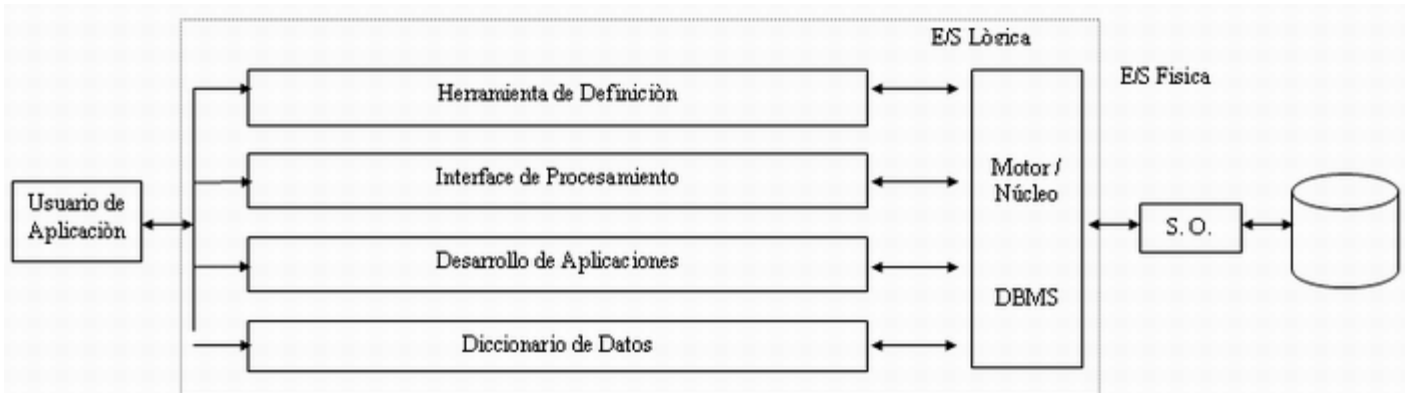 E/S Lògica
Herramienta de Definiciòn
E/S Fisica
Interface de Procesamiento
Motor /
Núcleo
Usuario de
Aplicaciòn
S. O.
Desarrollo de Aplicaciones
DBMS
Diccionario de Datos